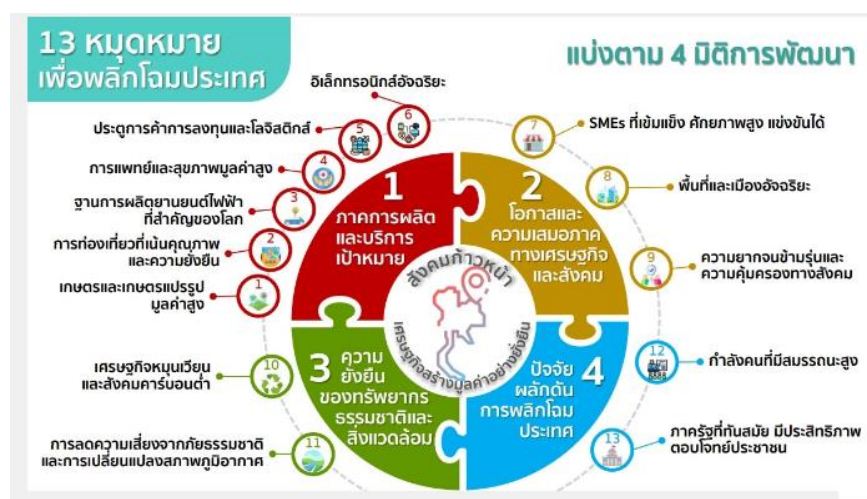 13 หมุดหมาย
เพื่อพลิกโฉมประเทศ
แบ่งตาม 4 มิติการพัฒนา
อิเล็กทรอนิกส์อัจฉริยะ
6
ประตูการค้าการลงทุนและโลจิสติกส์
5
การแพทย์และสุขภาพมูลค่าสูง
4
ฐานการผลิตยานยนต์ไฟฟ้า
ที่สำคัญของโลก
3
การท่องเที่ยวที่เน้นคุณภาพ
และความยั่งยืน
2
เกษตรและเกษตรแปรรูป
มูลค่าสูง
1
1
ภาคการผลิต
และบริการ
เป้าหมาย
2
โอกาสและ
ความเสมอภาค
ทางเศรษฐกิจ
และสังคม
7
SMEs ที่เข้มแข็ง ศักยภาพสูง แข่งขันได้
8
พื้นที่และเมืองอัจฉริยะ
9
ความยากจนข้ามรุ่นและ
ความคุ้มครองทางสังคม
สังคมก้าวหน้า
เศรษฐกิจสร้างมูลค่าอย่างยั่งยืน
3 ความ
ยั่งยืน
ของทรัพยากร
ธรรมชาติและ
สิ่งแวดล้อม
10
เศรษฐกิจหมุนเวียน
และสังคมคาร์บอนต่ำ
11
การลดความเสี่ยงจากภัยธรรมชาติ
และการเปลี่ยนแปลงสภาพภูมิอากาศ
4
ปัจจัย
ผลักดัน
การพลิกโฉม
ประเทศ
12
กำลังคนที่มีสมรรถนะสูง
13
ภาครัฐที่ทันสมัย มีประสิทธิภาพ
ตอบโจทย์ประชาชน